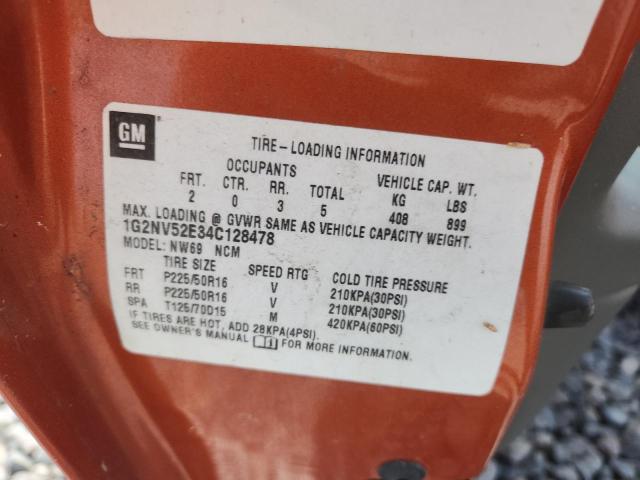 GM
TIRE-LOADING INFORMATION
OCCUPANTS VEHICLE CAP. WT.
FRT. CTR. RR. TOTAL KG LBS
2 0 3 5 408 899
MAX. LOADING @ GVWR SAME AS VEHICLE CAPACITY WEIGHT.
1G2NV52E34C128478
MODEL: NW69 NCM
TIRE SIZE SPEED RTG COLD TIRE PRESSURE
FRT P225/50R16 V 210KPA(30PSI)
RR P225/50R16 V 210KPA(30PSI)
SPA T125/70D15 M 420KPA(60PSI)
IF TIRES ARE HOT, ADD 28KPA(4PSI).
SEE OWNER'S MANUAL FOR MORE INFORMATION.